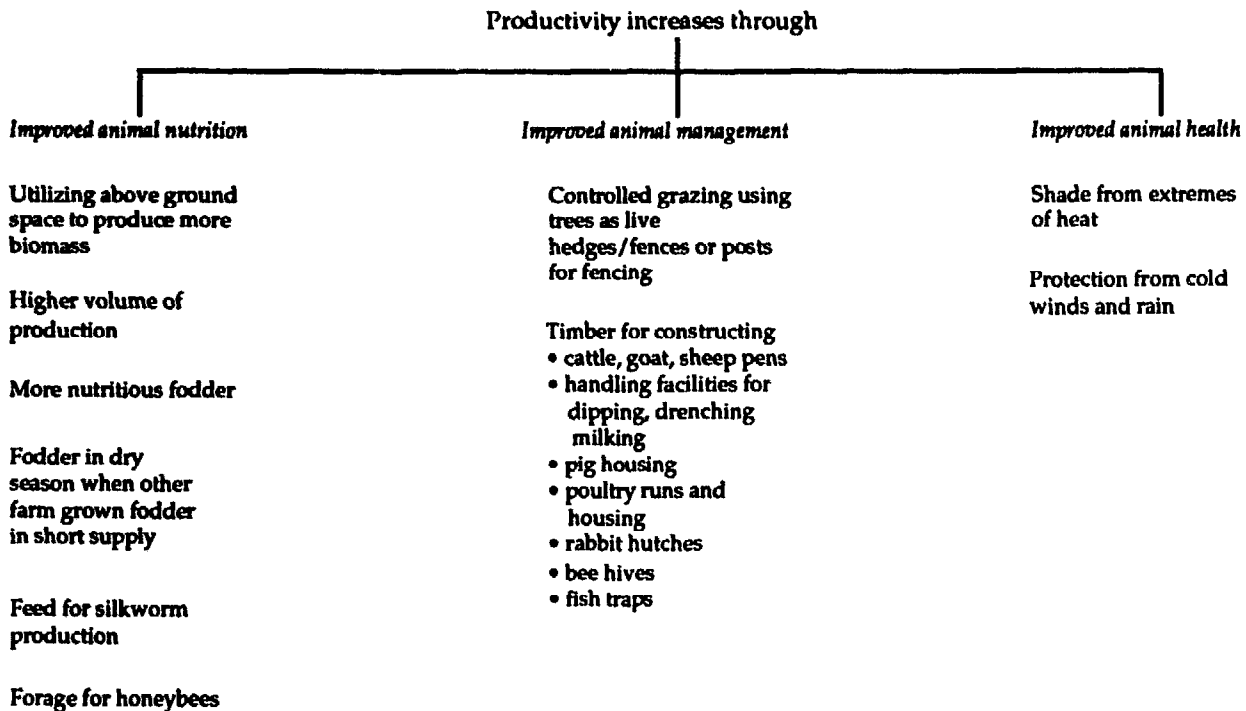 Productivity increases through
Improved animal nutrition
Utilizing above ground
space to produce more
biomass
Higher volume of
production
More nutritious fodder
Fodder in dry
season when other
farm grown fodder
in short supply
Feed for silkworm
production
Forage for honeybees
Improved animal management
Controlled grazing using
trees as live
hedges/fences or posts
for fencing
Timber for constructing
• cattle, goat, sheep pens
• handling facilities for
dipping, drenching
milking
• pig housing
• poultry runs and
housing
• rabbit hutches
• bee hives
• fish traps
Improved animal health
Shade from extremes
of heat
Protection from cold
winds and rain